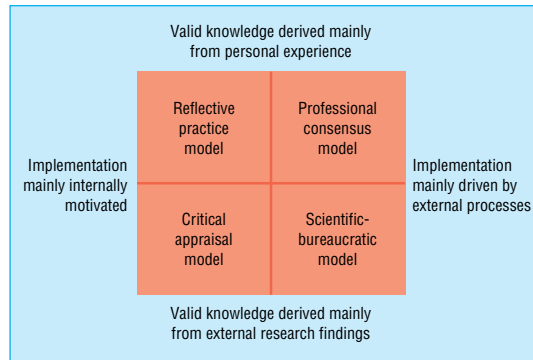 Valid knowledge derived mainly
from personal experience
Reflective
practice
model
Professional
consensus
model
Implementation
mainly internally
motivated
Implementation
mainly driven by
external processes
Critical
appraisal
model
Scientific-
bureaucratic
model
Valid knowledge derived mainly
from external research findings